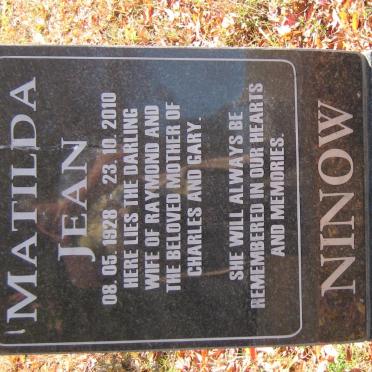 MATILDA
JEAN
08. 05. 1928 23. 10. 2010
HERE LIES THE DARLING
WIFE OF RAYMOND AND
THE BELOVED MOTHER OF
CHARLES AND GARY.
SHE WILL ALWAYS BE
REMEMBERED IN OUR HEARTS
AND MEMORIES.
NINOW